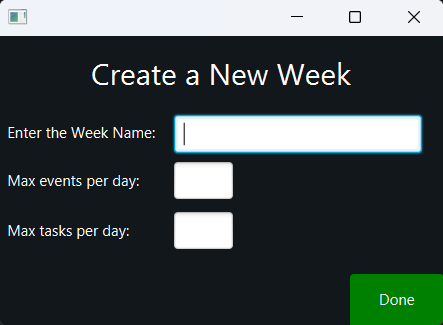 Create a New Week
Enter the Week Name:
Max events per day:
Max tasks per day:
Done